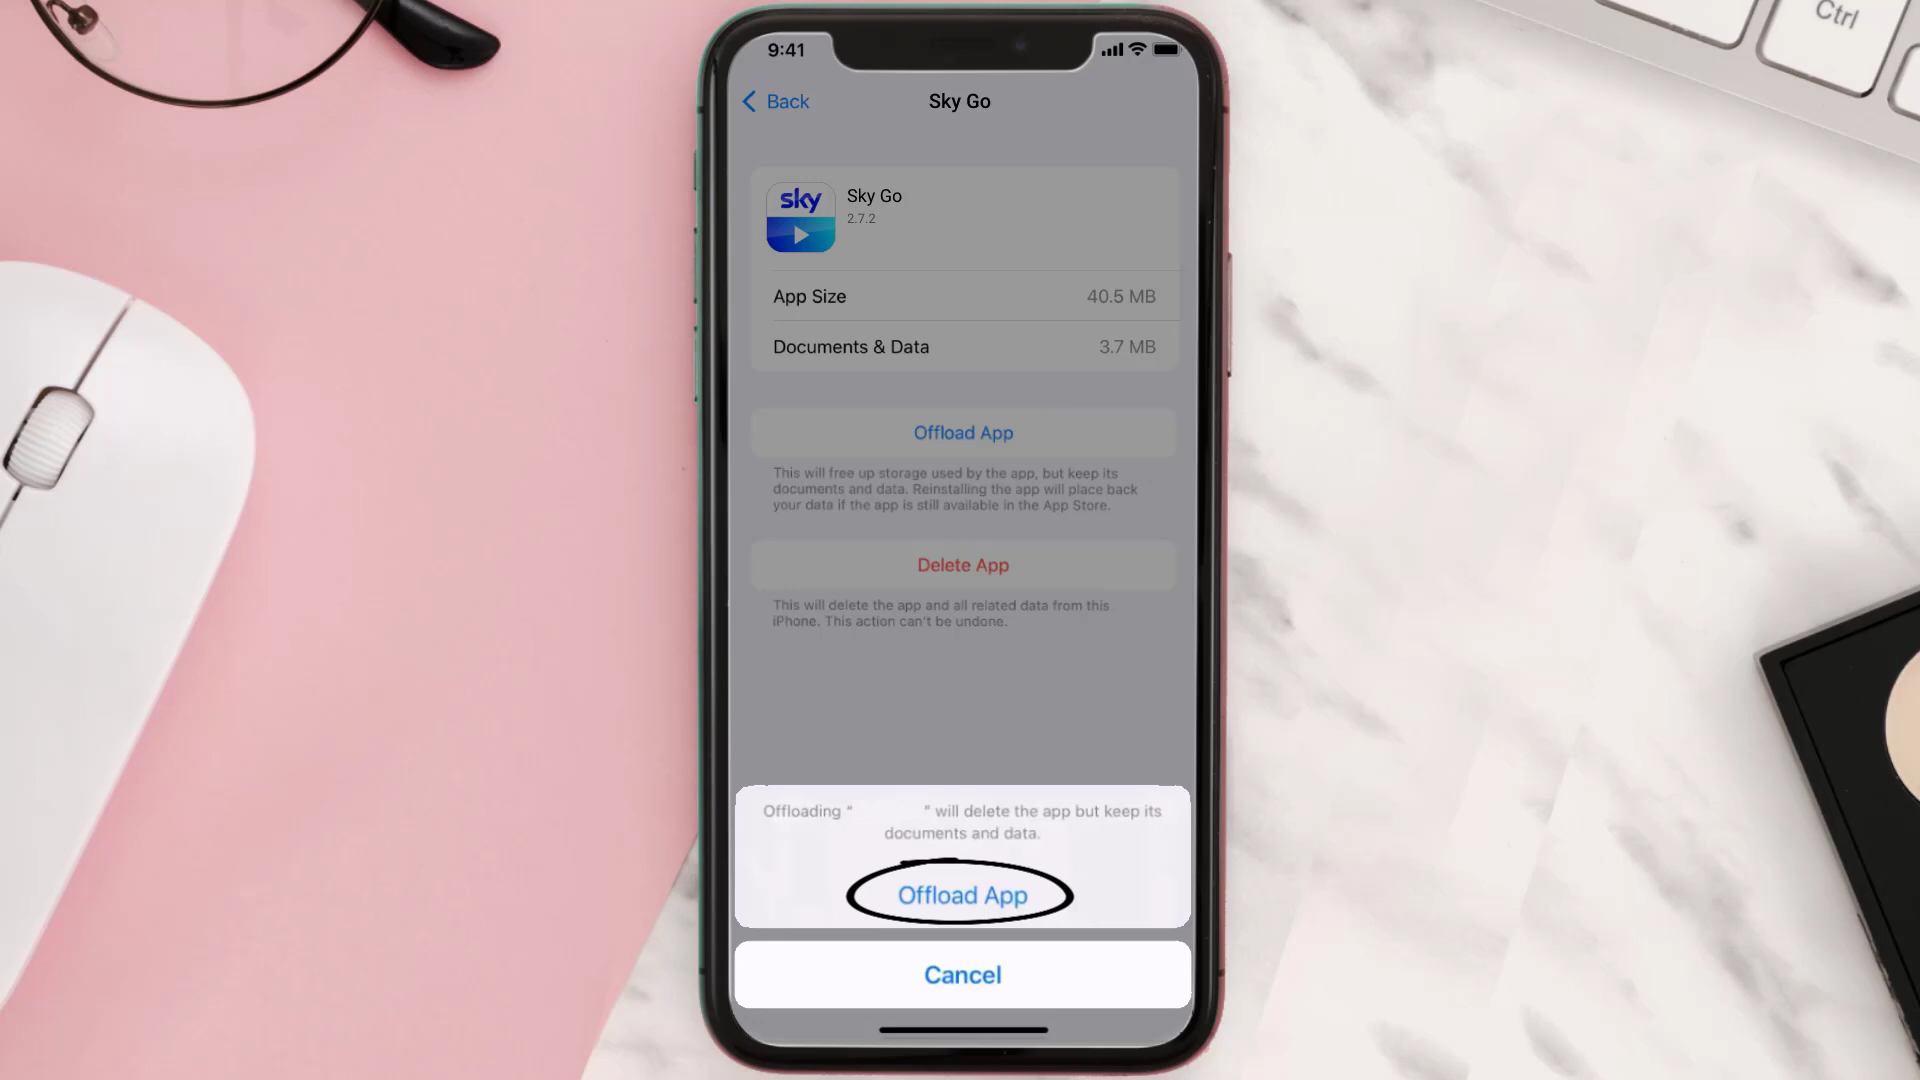 Ctrl
9:41
Back
Sky Go
sky
Sky Go
2.7.2
App Size 40.5 MB
Documents & Data 3.7 MB
Offload App
This will free up storage used by the app, but keep its
documents and data. Reinstalling the app will place back
your data if the app is still available in the App Store.
Delete App
This will delete the app and all related data from this
iPhone. This action can't be undone.
Offloading “ ” will delete the app but keep its
documents and data.
Offload App
Cancel